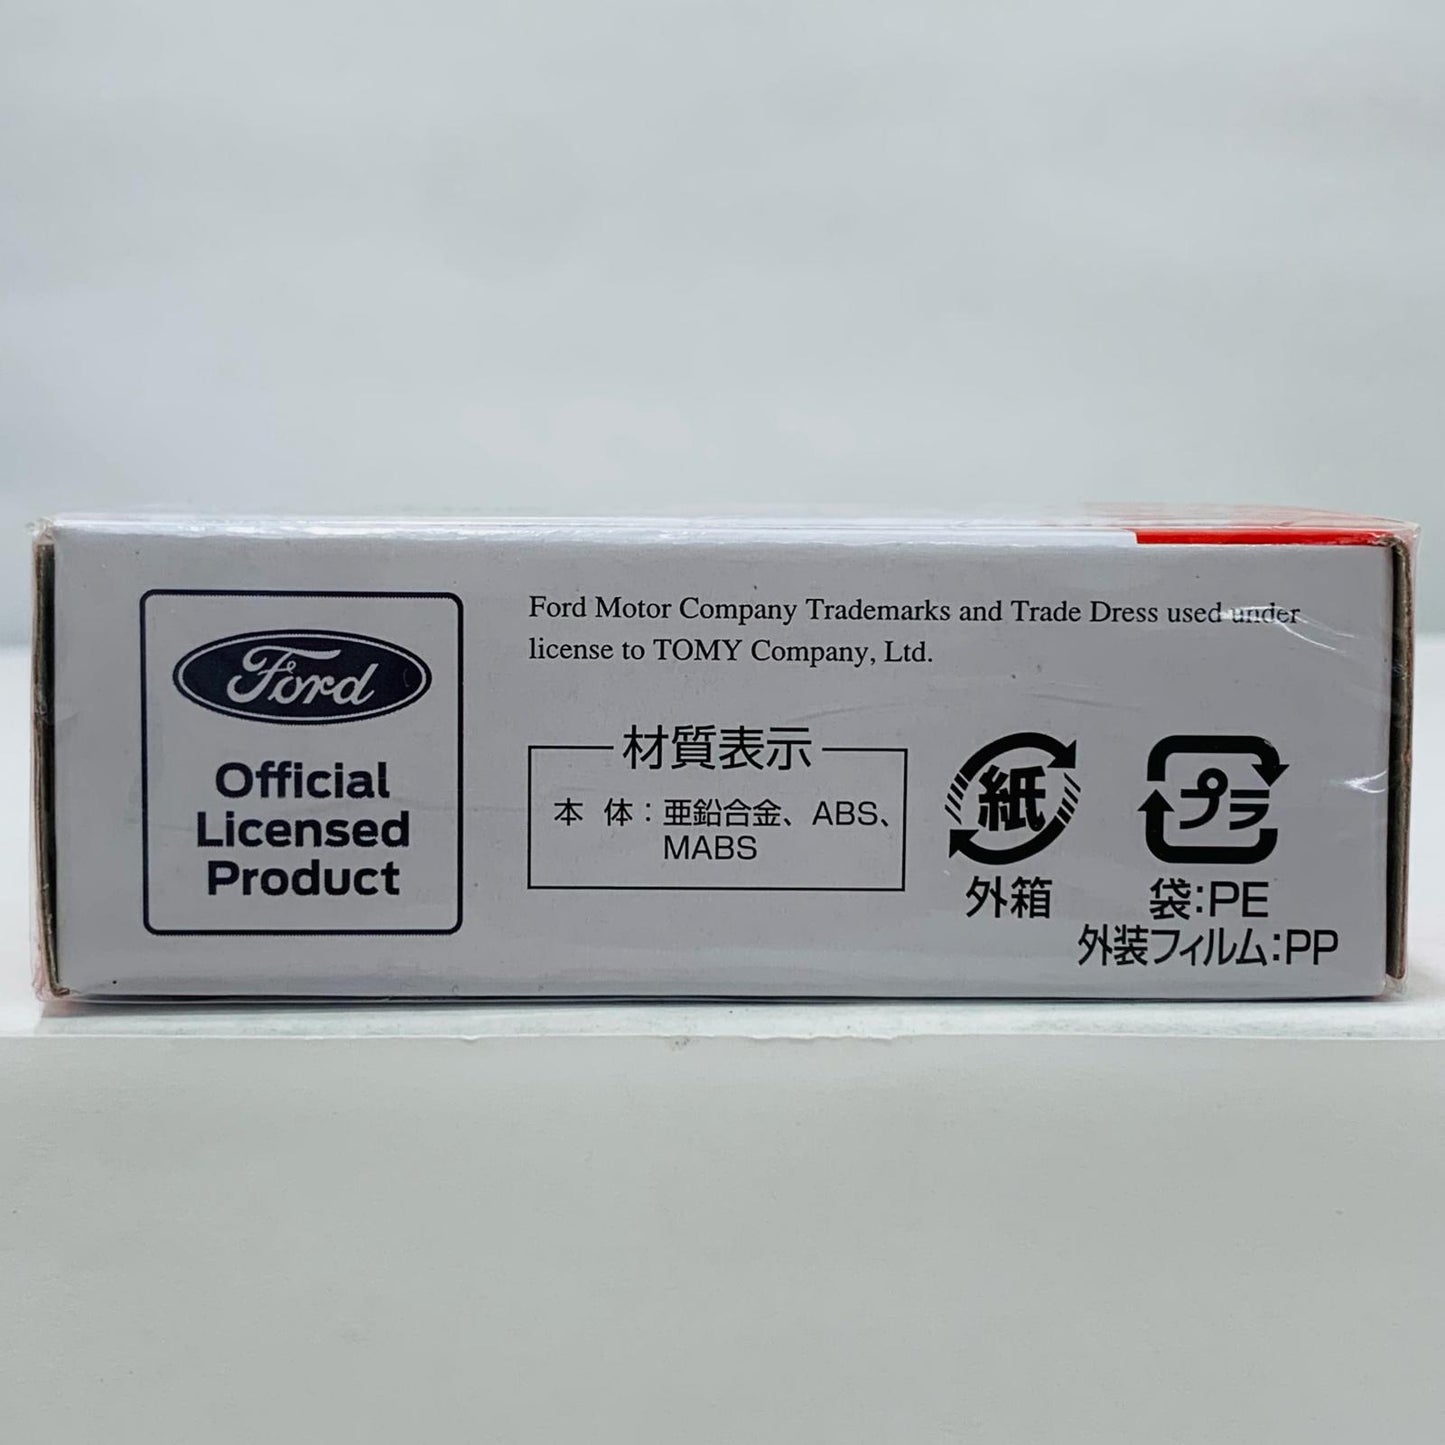 Ford
Official
Licensed
Product
Ford Motor Company Trademarks and Trade Dress used under
license to TOMY Company, Ltd.
材質表示
本 体：亜鉛合金、ABS、
MABS
紙
外箱
プラ
袋:PE
外装フィルム:PP